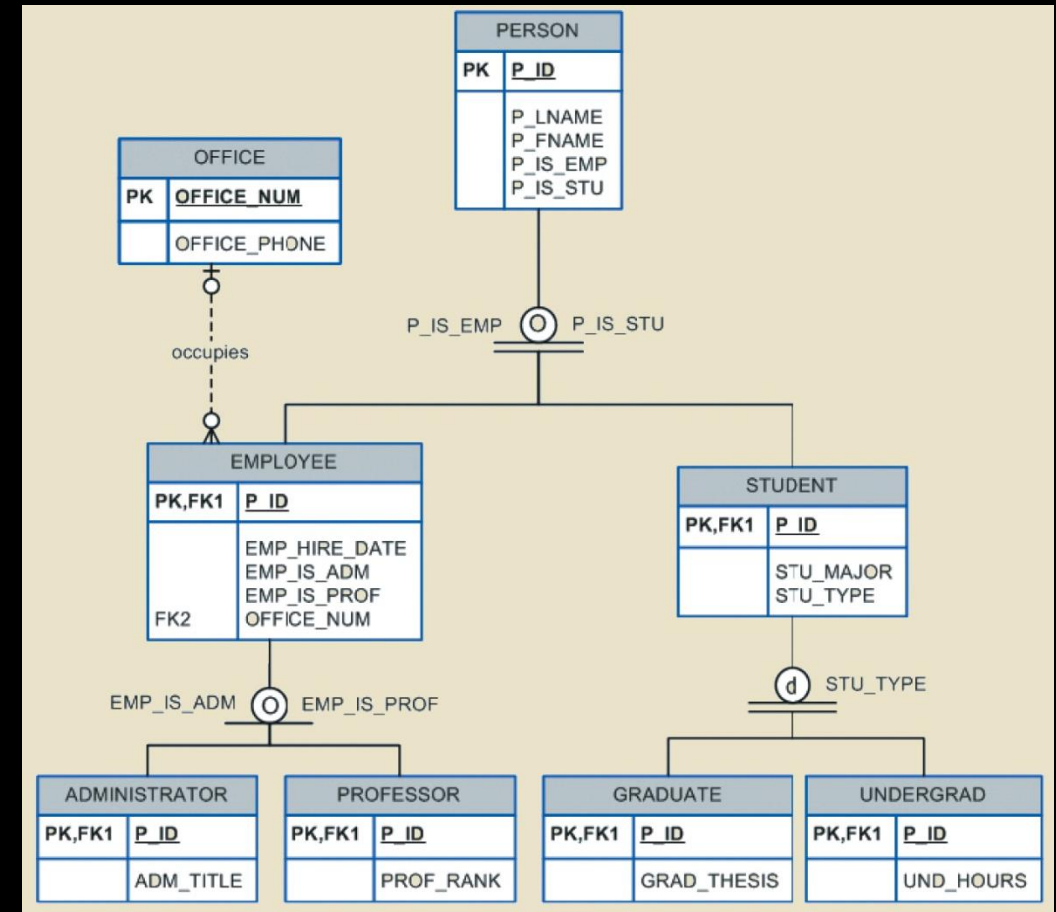 PERSON
PK P_ID
P_LNAME
P_FNAME
P_IS_EMP
P_IS_STU
OFFICE
PK OFFICE_NUM
OFFICE_PHONE
P_IS_EMP O P_IS_STU
occupies
EMPLOYEE
PK,FK1 P_ID
EMP_HIRE_DATE
EMP_IS_ADM
EMP_IS_PROF
FK2 OFFICE_NUM
STUDENT
PK,FK1 P_ID
STU_MAJOR
STU_TYPE
EMP_IS_ADM O EMP_IS_PROF
d STU_TYPE
ADMINISTRATOR
PK,FK1 P_ID
ADM_TITLE
PROFESSOR
PK,FK1 P_ID
PROF_RANK
GRADUATE
PK,FK1 P_ID
GRAD_THESIS
UNDERGRAD
PK,FK1 P_ID
UND_HOURS